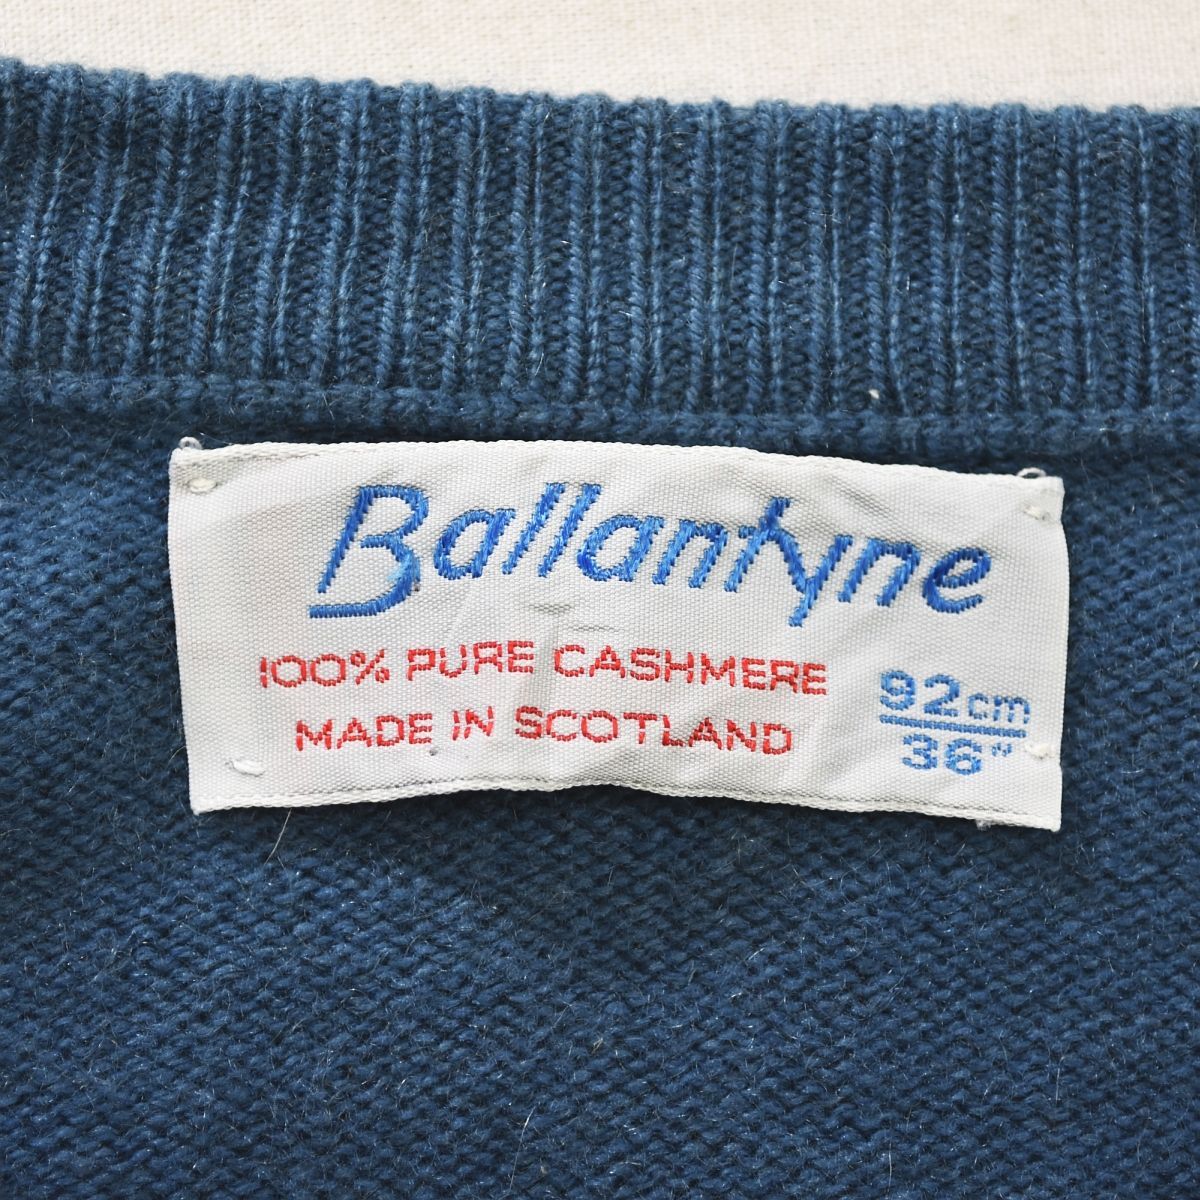 Ballantyne
100% PURE CASHMERE
MADE IN SCOTLAND
92cm
36"